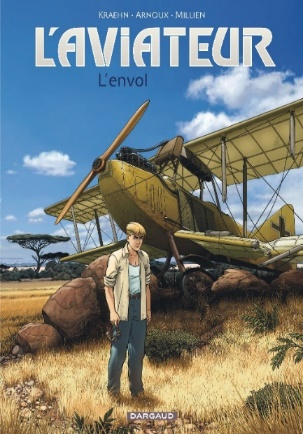 KRAEHN · ARNOUX · MILLIEN
L'AVIATEUR
L'envol
DARGAUD